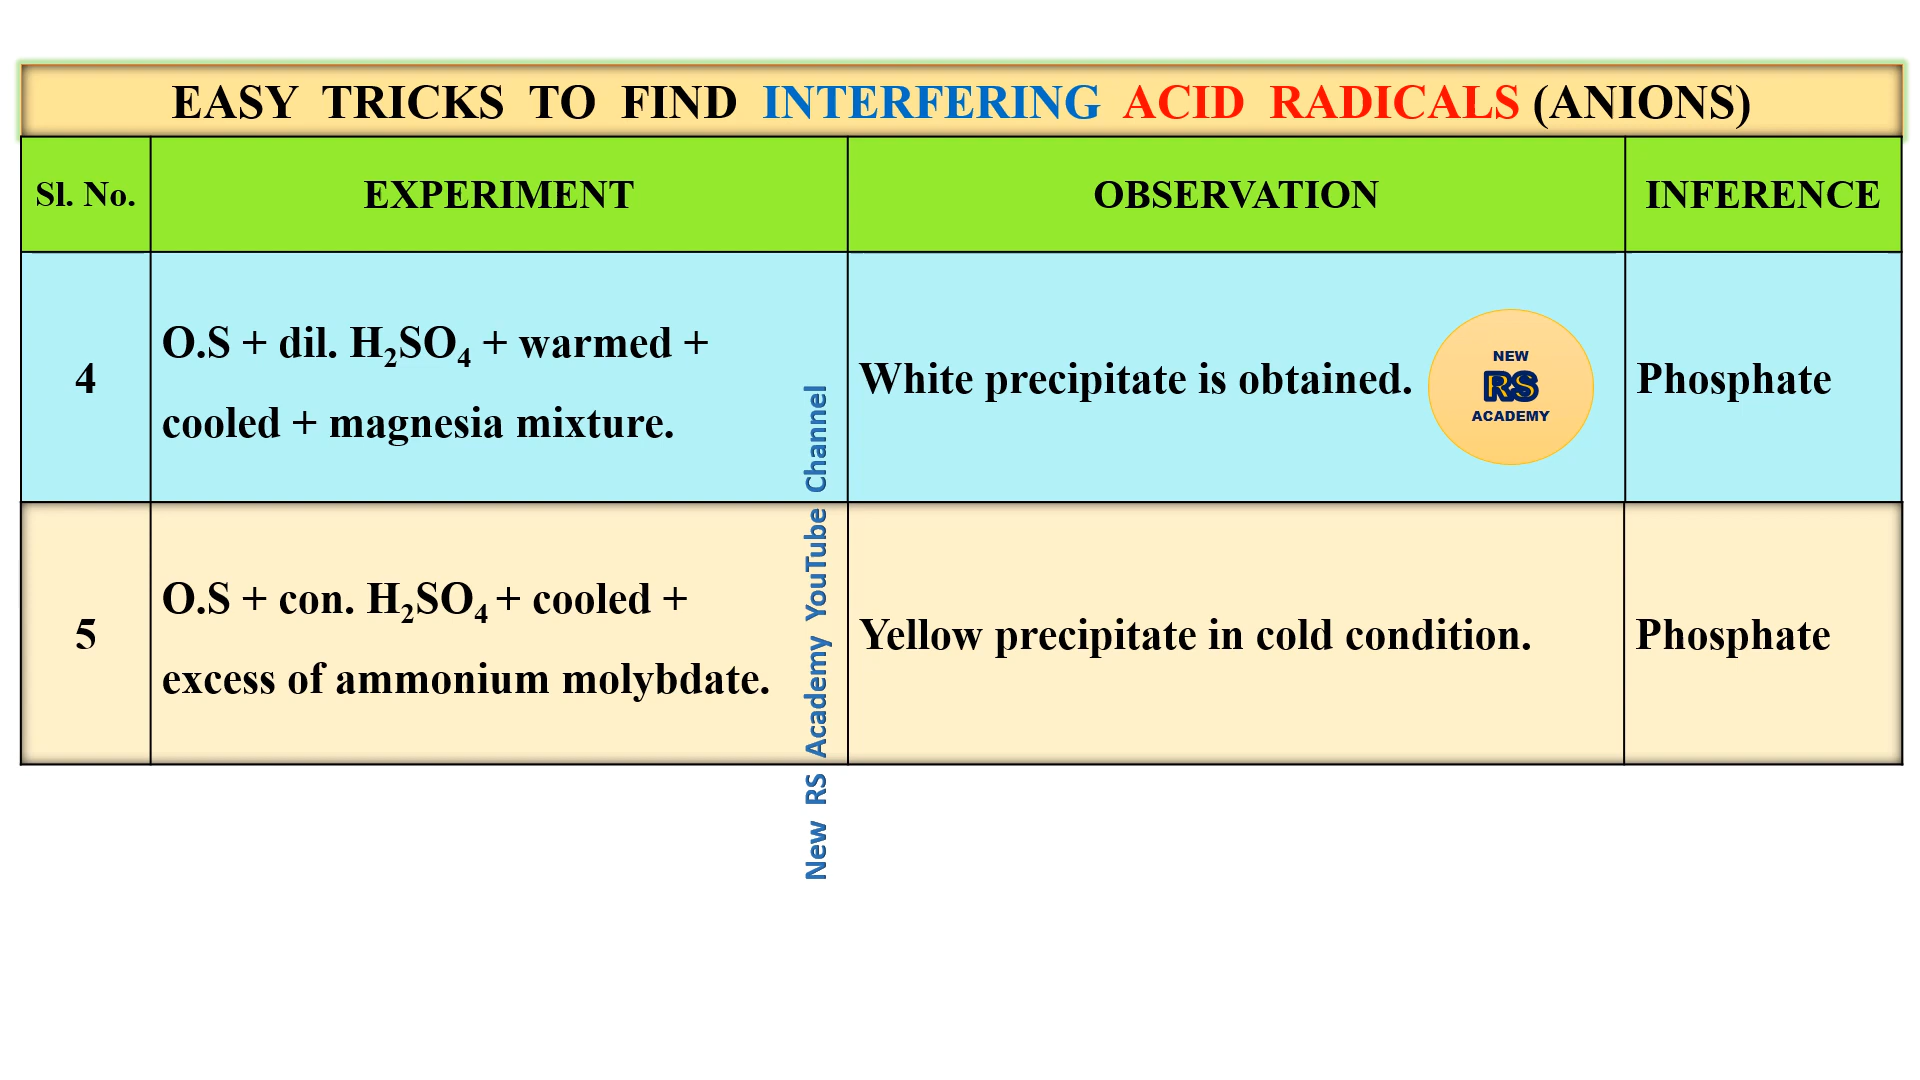 EASY TRICKS TO FIND INTERFERING ACID RADICALS (ANIONS)
Sl. No. EXPERIMENT OBSERVATION INFERENCE
4
O.S + dil. H₂SO₄ + warmed +
cooled + magnesia mixture.
White precipitate is obtained.
NEW
RS
ACADEMY
Phosphate
5
O.S + con. H₂SO₄ + cooled +
excess of ammonium molybdate.
Yellow precipitate in cold condition.
Phosphate
New RS Academy YouTube Channel